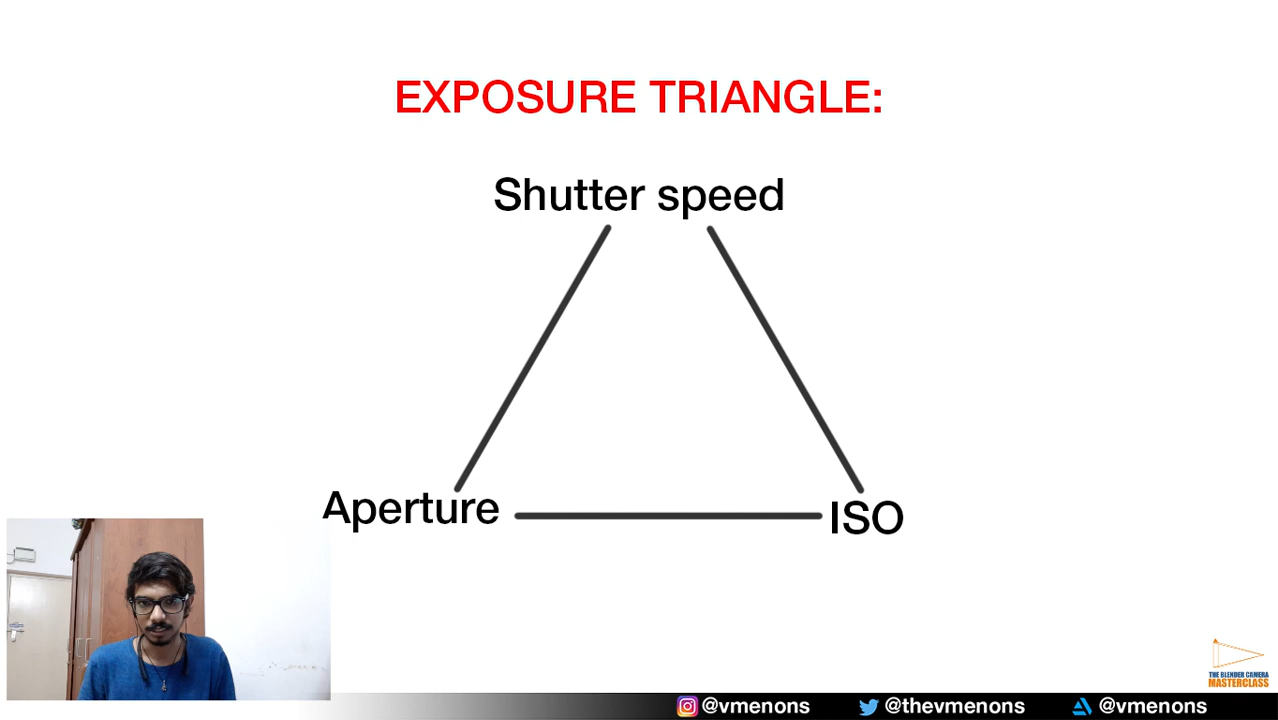 EXPOSURE TRIANGLE:
Shutter speed
Aperture
ISO
THE BLENDER CAMERA
MASTERCLASS
@vmenons
@thevmenons
@vmenons